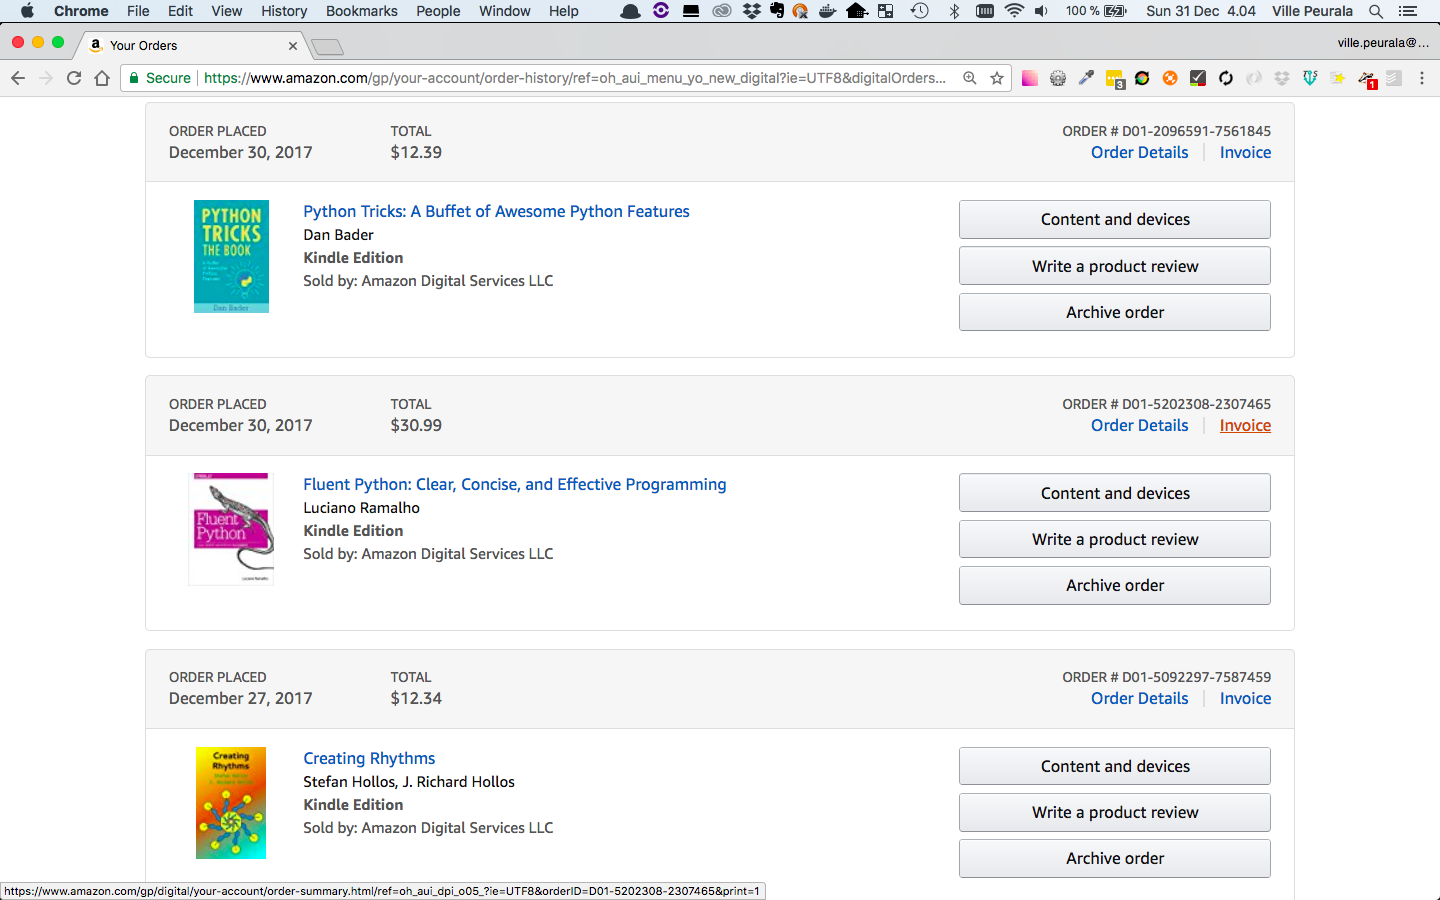 Chrome File Edit View History Bookmarks People Window Help 100 % Sun 31 Dec 4.04 Ville Peurala
a Your Orders
ville.peurala@...
Secure https://www.amazon.com/gp/your-account/order-history/ref=oh_aui_menu_yo_new_digital?ie=UTF8&digitalOrders... 3 1
ORDER PLACED TOTAL ORDER # D01-2096591-7561845
December 30, 2017 $12.39 Order Details Invoice
PYTHON
TRICKS
THE BOOK
Dan Bader
Python Tricks: A Buffet of Awesome Python Features
Dan Bader
Kindle Edition
Sold by: Amazon Digital Services LLC
Content and devices
Write a product review
Archive order
ORDER PLACED TOTAL ORDER # D01-5202308-2307465
December 30, 2017 $30.99 Order Details Invoice
Fluent
Python
Luciano Ramalho
Fluent Python: Clear, Concise, and Effective Programming
Luciano Ramalho
Kindle Edition
Sold by: Amazon Digital Services LLC
Content and devices
Write a product review
Archive order
ORDER PLACED TOTAL ORDER # D01-5092297-7587459
December 27, 2017 $12.34 Order Details Invoice
Creating
Rhythms
Creating Rhythms
Stefan Hollos, J. Richard Hollos
Kindle Edition
Sold by: Amazon Digital Services LLC
Content and devices
Write a product review
Archive order
https://www.amazon.com/gp/digital/your-account/order-summary.html/ref=oh_aui_dpi_o05_?ie=UTF8&orderID=D01-5202308-2307465&print=1